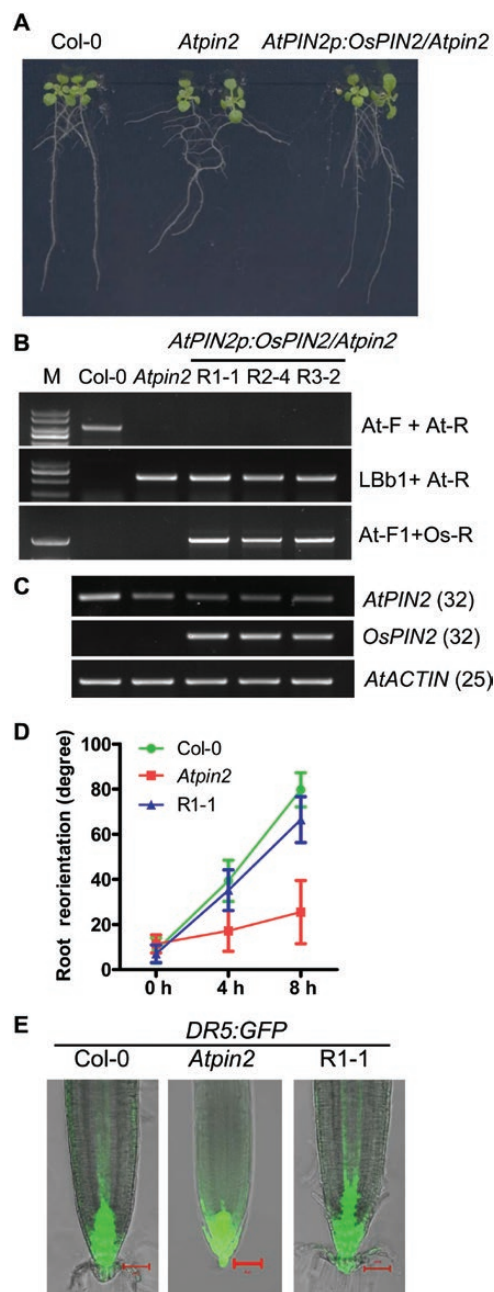 A
Col-0 Atpin2 AtPIN2p:OsPIN2/Atpin2
B
AtPIN2p:OsPIN2/Atpin2
M Col-0 Atpin2 R1-1 R2-4 R3-2
At-F + At-R
LBb1+ At-R
At-F1+Os-R
C
AtPIN2 (32)
OsPIN2 (32)
AtACTIN (25)
D
Root reorientation (degree)
100
80
60
40
20
0
Col-0
Atpin2
R1-1
0 h 4 h 8 h
E
DR5:GFP
Col-0 Atpin2 R1-1